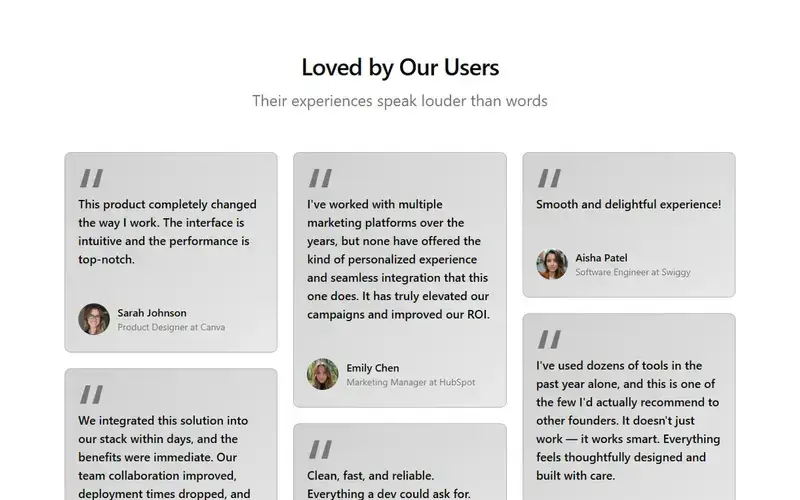 Loved by Our Users
Their experiences speak louder than words
This product completely changed
the way I work. The interface is
intuitive and the performance is
top-notch.
Sarah Johnson
Product Designer at Canva
We integrated this solution into
our stack within days, and the
benefits were immediate. Our
team collaboration improved,
deployment times dropped, and
I've worked with multiple
marketing platforms over the
years, but none have offered the
kind of personalized experience
and seamless integration that this
one does. It has truly elevated our
campaigns and improved our ROI.
Emily Chen
Marketing Manager at HubSpot
Clean, fast, and reliable.
Everything a dev could ask for.
Smooth and delightful experience!
Aisha Patel
Software Engineer at Swiggy
I've used dozens of tools in the
past year alone, and this is one of
the few I'd actually recommend to
other founders. It doesn't just
work — it works smart. Everything
feels thoughtfully designed and
built with care.